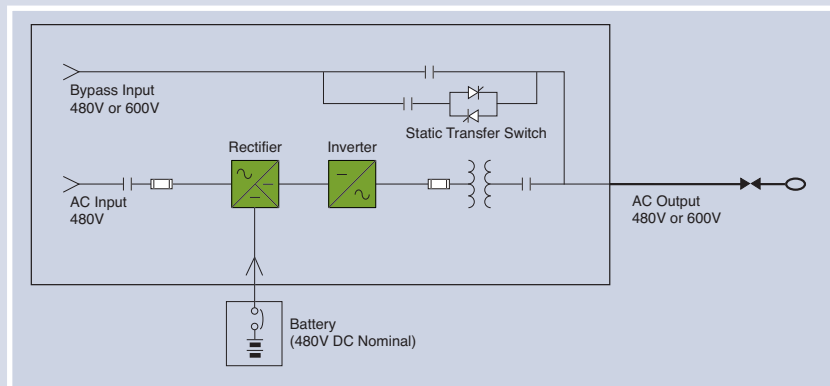 Bypass Input
480V or 600V
Static Transfer Switch
Rectifier
Inverter
AC Input
480V
AC Output
480V or 600V
Battery
(480V DC Nominal)